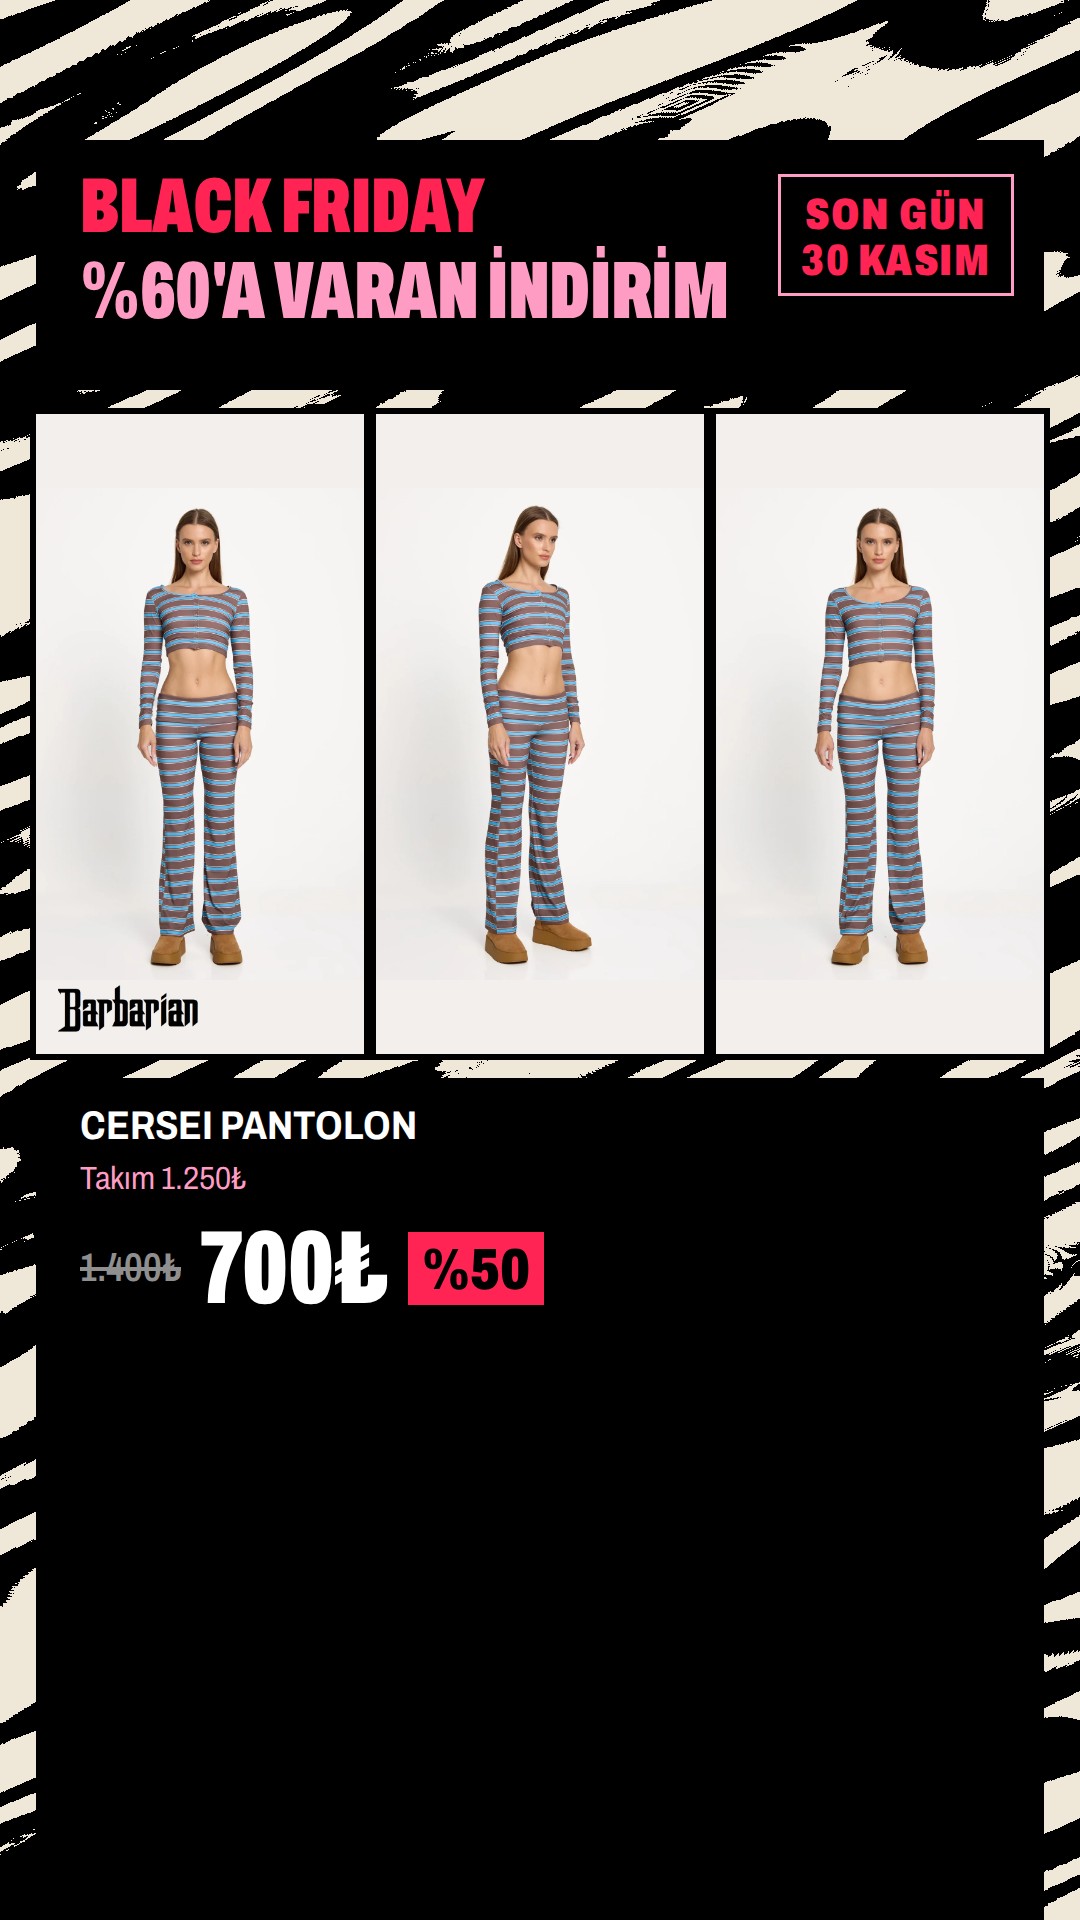 BLACK FRIDAY
%60'A VARAN İNDİRİM
SON GÜN
30 KASIM
Barbarian
CERSEI PANTOLON
Takım 1.250₺
1.400₺ 700₺ %50